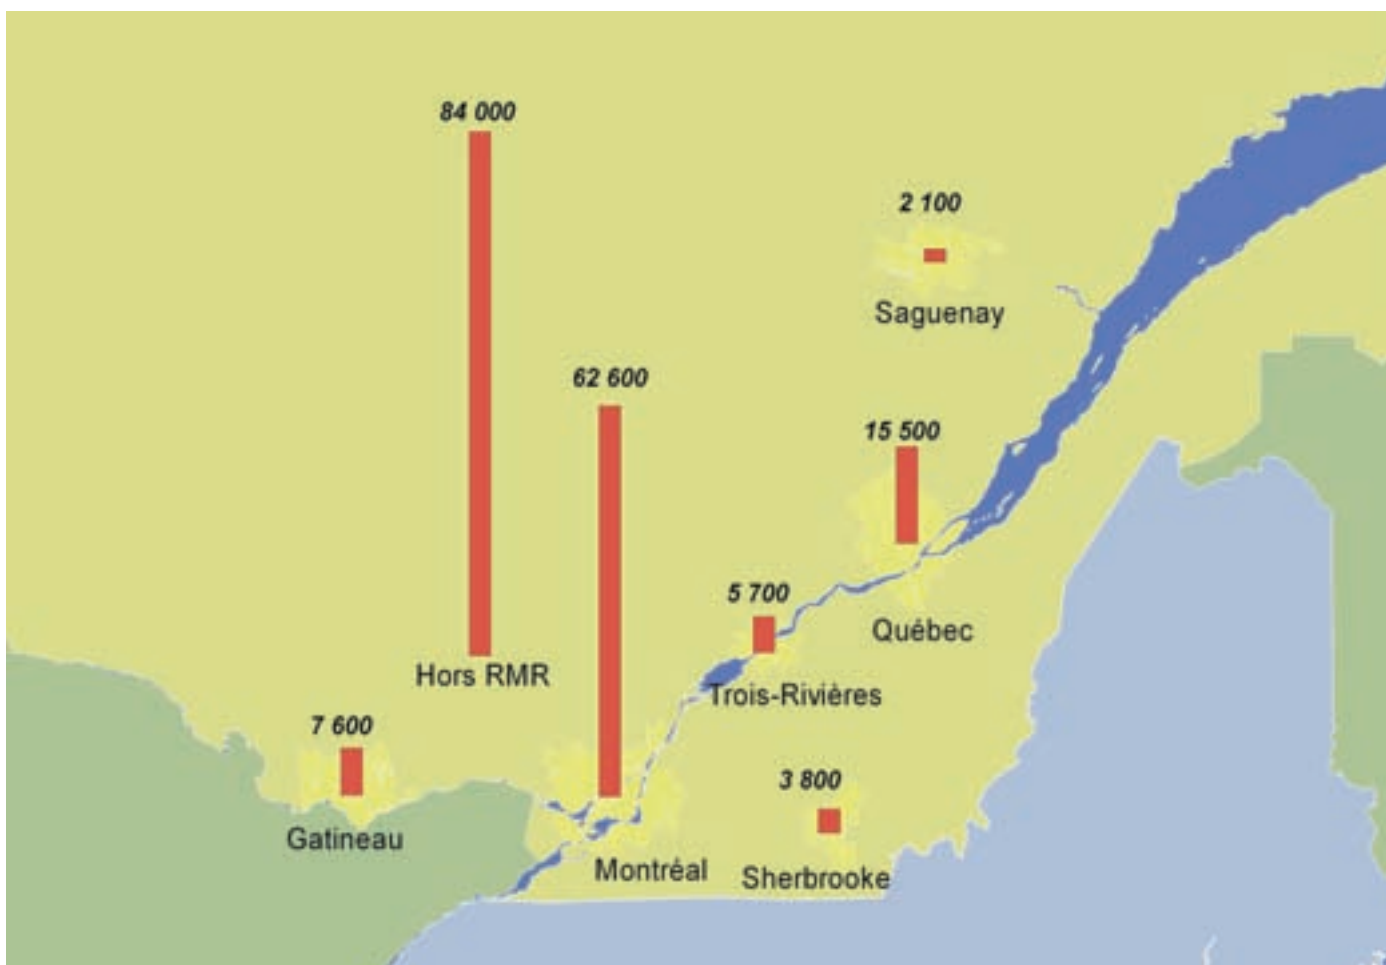 84 000
2 100
Saguenay
62 600
15 500
5 700
Québec
Hors RMR
Trois-Rivières
7 600
3 800
Gatineau
Montréal
Sherbrooke